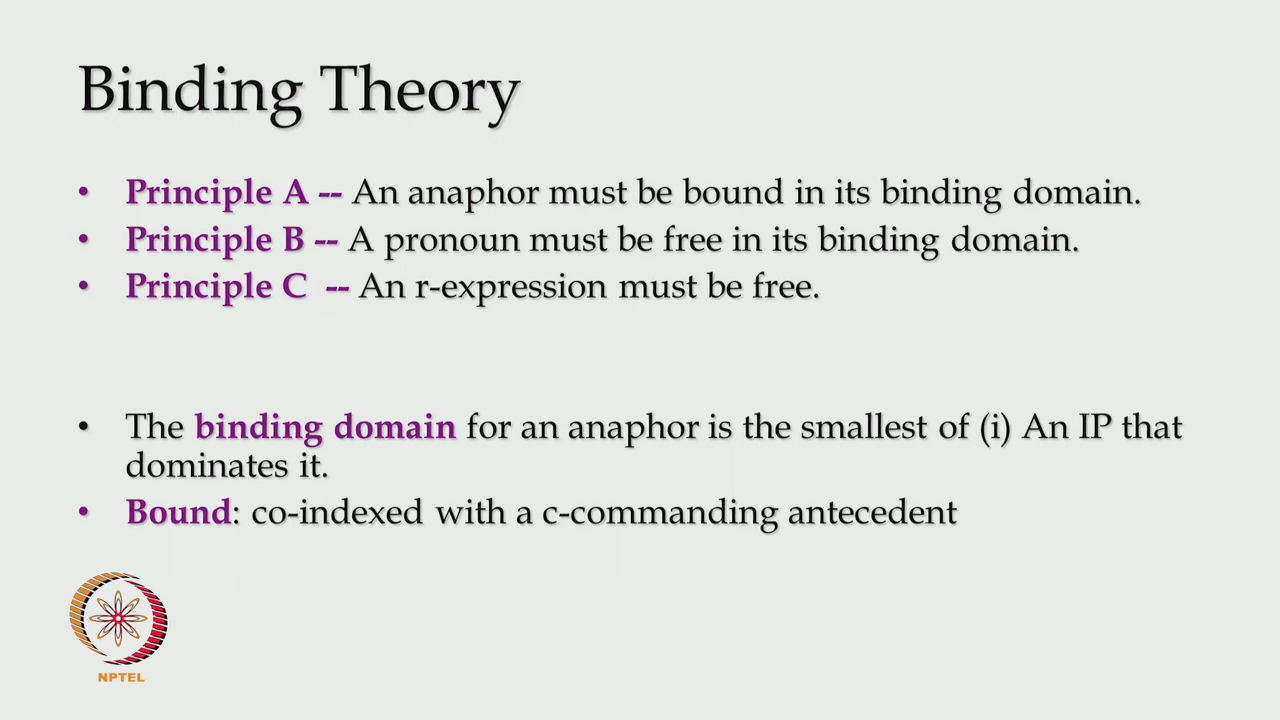 Binding Theory
• Principle A -- An anaphor must be bound in its binding domain.
• Principle B -- A pronoun must be free in its binding domain.
• Principle C -- An r-expression must be free.
• The binding domain for an anaphor is the smallest of (i) An IP that
dominates it.
• Bound: co-indexed with a c-commanding antecedent
NPTEL